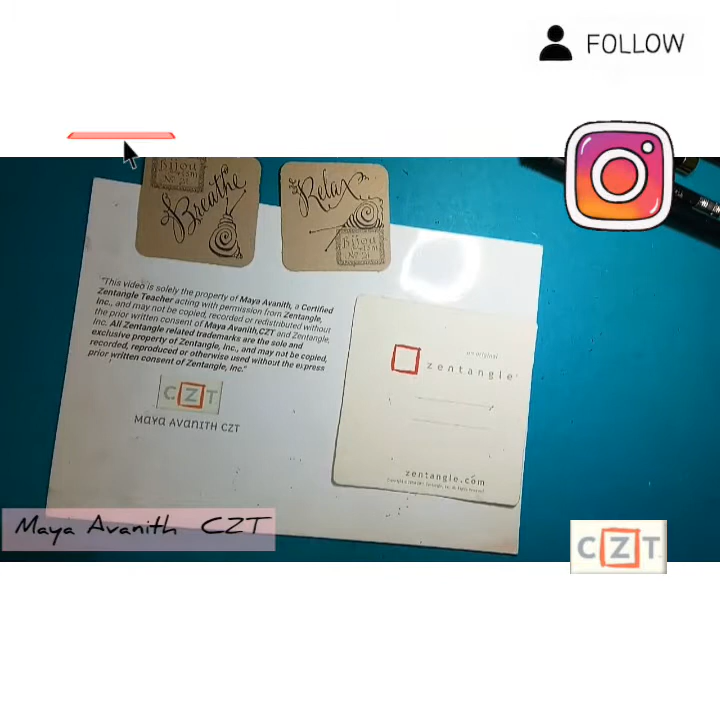 FOLLOW
Bijou
Breathe
Relax
Bijou
"This video is solely the property of Maya Avanith, a Certified
Zentangle Teacher acting with permission from Zentangle,
Inc., and may not be copied, recorded or redistributed without
the prior written consent of Maya Avanith,CZT and Zentangle,
Inc. All Zentangle related trademarks are the sole and
exclusive property of Zentangle, Inc., and may not be copied,
recorded, reproduced or otherwise used without the express
prior written consent of Zentangle, Inc."
CZT
Maya Avanith CZT
an original
zentangle
zentangle.com
Maya Avanith CZT
CZT